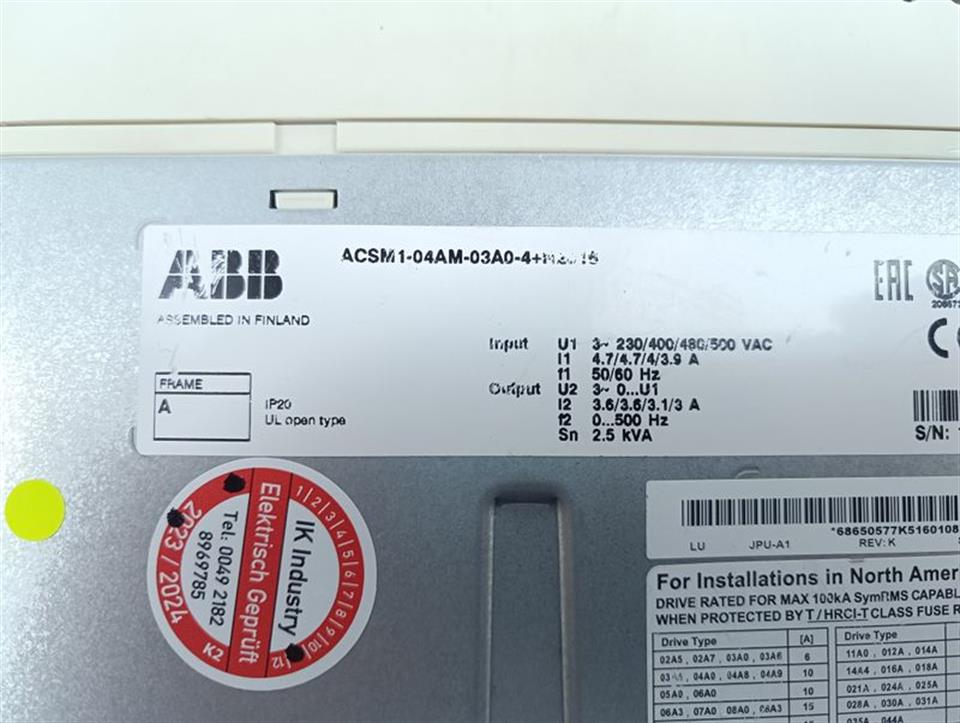 ABB
ACSM1-04AM-03A0-4
ASSEMBLED IN FINLAND
EAC
SA
CE
FRAME
A
IP20
UL open type
Input U1 3~ 230/400/480/500 VAC
I1 4.7/4.7/4/3.9 A
f1 50/60 Hz
Output U2 3~ 0...U1
I2 3.6/3.6/3.1/3 A
f2 0...500 Hz
Sn 2.5 kVA
S/N:
1 2 3 4 5 6 7 8 9 10 11 12
IK Industry
Elektrisch Geprüft
Tel: 0049 2182
8969785
2023 / 2024
K2
*68650577K5160108
LU JPU-A1 REV: K
For Installations in North
DRIVE RATED FOR MAX 100kA SymRMS
WHEN PROTECTED BY T / HRCI-T CLASS FUSE
Drive Type [A] Drive Type
02A5 , 02A7 , 03A0 , 03A6 6 11A0 , 012A , 014A
04A0 , 04A8 , 04A9 10 14A4 , 016A , 018A
05A0 , 06A0 10 021A , 024A , 025A
06A3 , 07A0 , 08A0 , 15 028A , 030A , 031A
035A , 044A